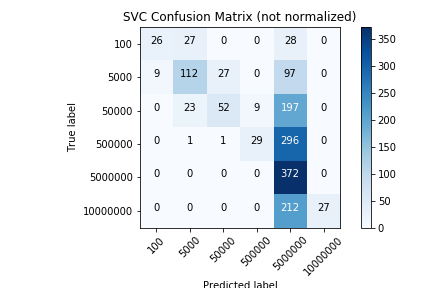 SVC Confusion Matrix (not normalized)
100 26 27 0 0 28 0
5000 9 112 27 0 97 0
50000 0 23 52 9 197 0
500000 0 1 1 29 296 0
5000000 0 0 0 0 372 0
10000000 0 0 0 0 212 27
True label
100 5000 50000 500000 5000000 10000000
Predicted label
350
300
250
200
150
100
50
0